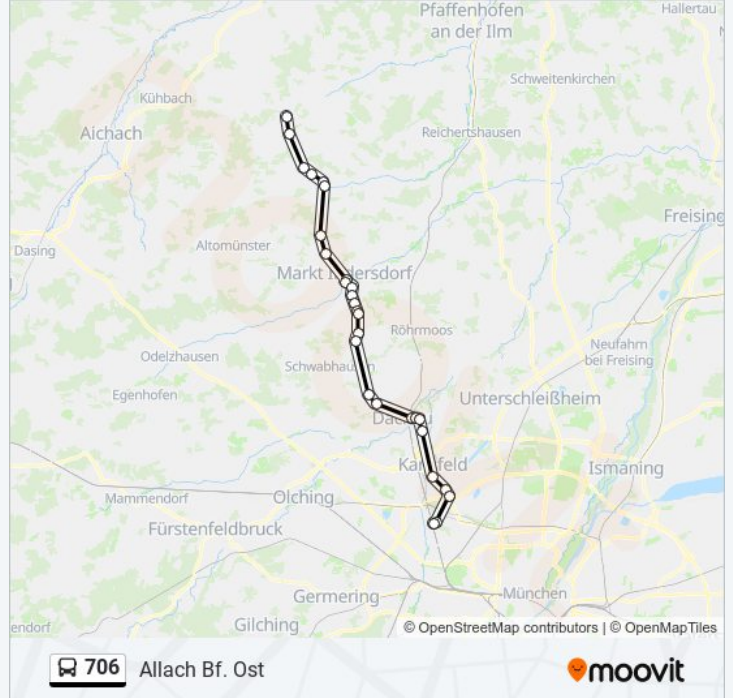 Pfaffenhofen
an der Ilm
Hallertau
Schweitenkirchen
Kühbach
Aichach
Reichertshausen
Freising
Altomünster
Dasing
Markt I dersdorf
Röhrmoos
Neufahrn
bei Freising
Odelzhausen
Schwabhau
Egenhofen
Unterschleißheim
Dac
Karlsfeld
Ismaning
Mammendorf
Olching
Fürstenfeldbruck
Germering
München
endorf
Gilching
© OpenStreetMap contributors | © OpenMapTiles
706 Allach Bf. Ost
moovit